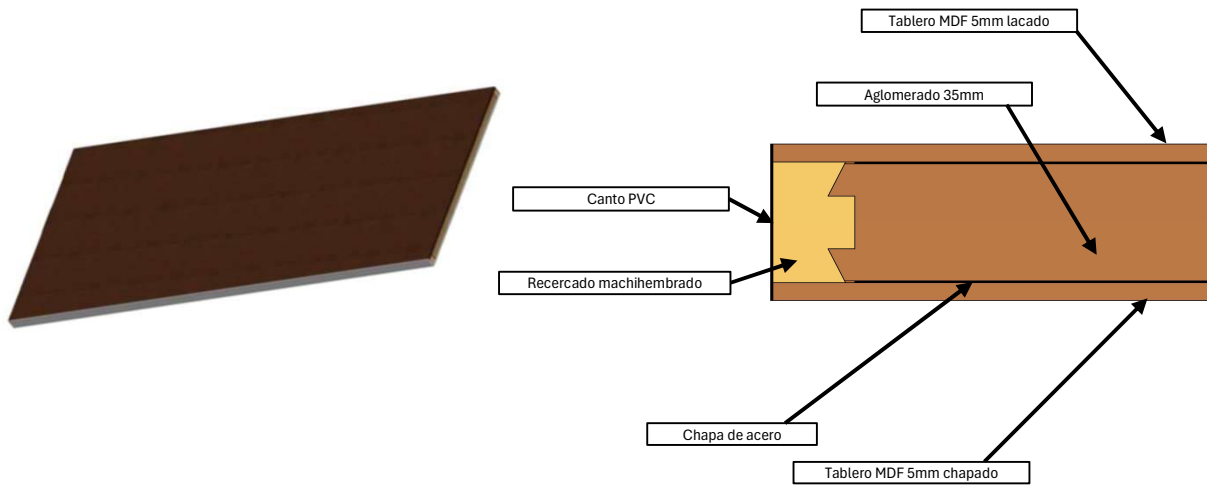 Tablero MDF 5mm lacado
Aglomerado 35mm
Canto PVC
Recercado machihembrado
Chapa de acero
Tablero MDF 5mm chapado